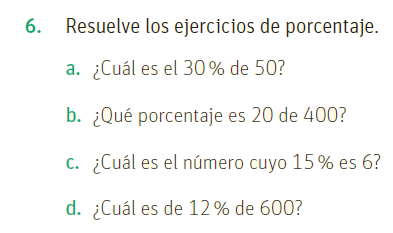 6. Resuelve los ejercicios de porcentaje.
a. ¿Cuál es el 30 % de 50?
b. ¿Qué porcentaje es 20 de 400?
c. ¿Cuál es el número cuyo 15 % es 6?
d. ¿Cuál es de 12 % de 600?